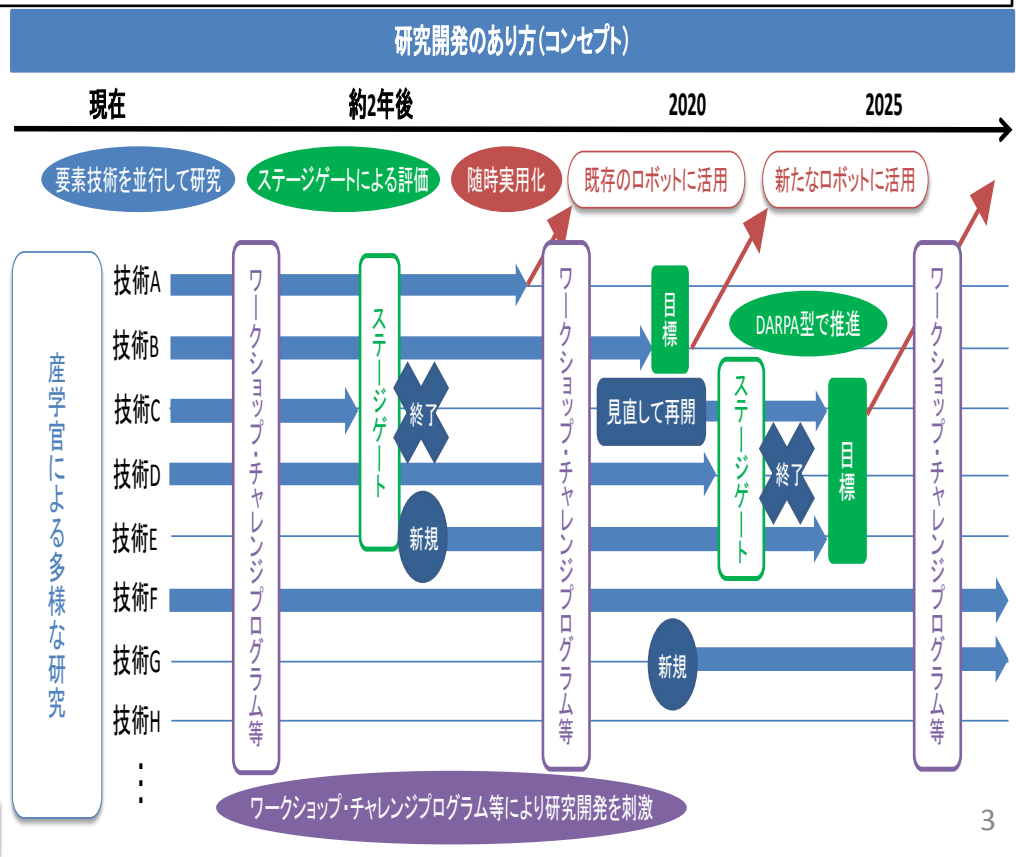 研究開発のあり方(コンセプト)
現在
約2年後
2020
2025
要素技術を並行して研究
ステージゲートによる評価
随時実用化
既存のロボットに活用
新たなロボットに活用
産学官による多様な研究
技術A
技術B
技術C
技術D
技術E
技術F
技術G
技術H
⋮
ワークショップ・チャレンジプログラム等
ステージゲート
終了
新規
ワークショップ・チャレンジプログラム等
目標
DARPA型で推進
見直して再開
ステージゲート
終了
目標
新規
ワークショップ・チャレンジプログラム等
ワークショップ・チャレンジプログラム等により研究開発を刺激
3